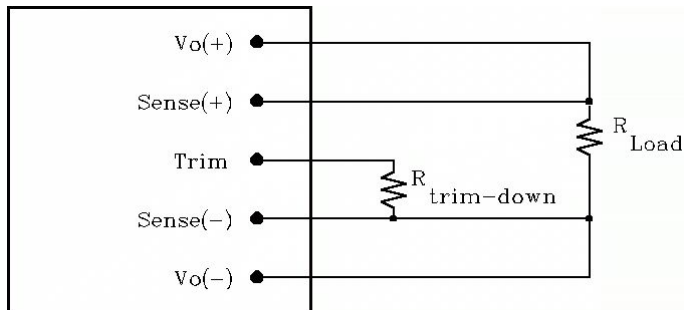 Vo(+)
Sense(+)
R
Load
Trim
R
trim-down
Sense(-)
Vo(-)